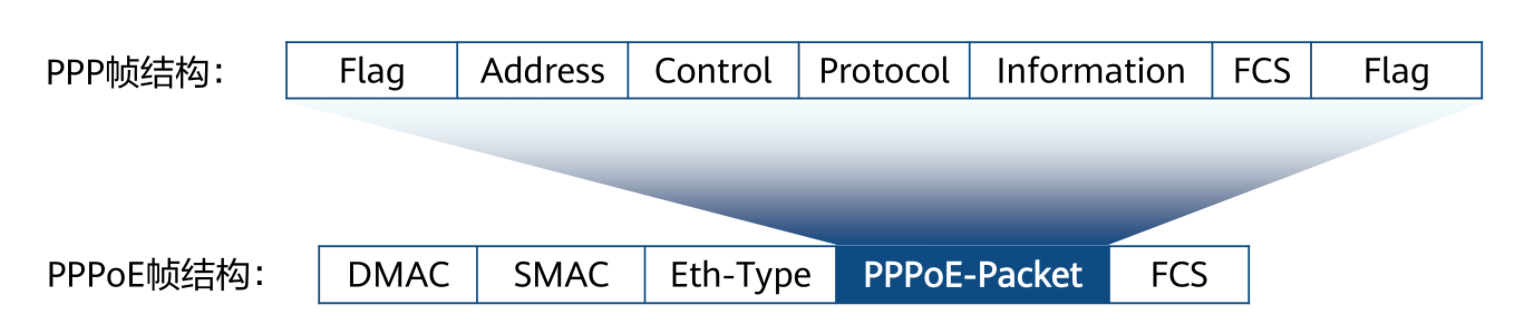 PPP帧结构： Flag Address Control Protocol Information FCS Flag
PPPoE帧结构： DMAC SMAC Eth-Type PPPoE-Packet FCS